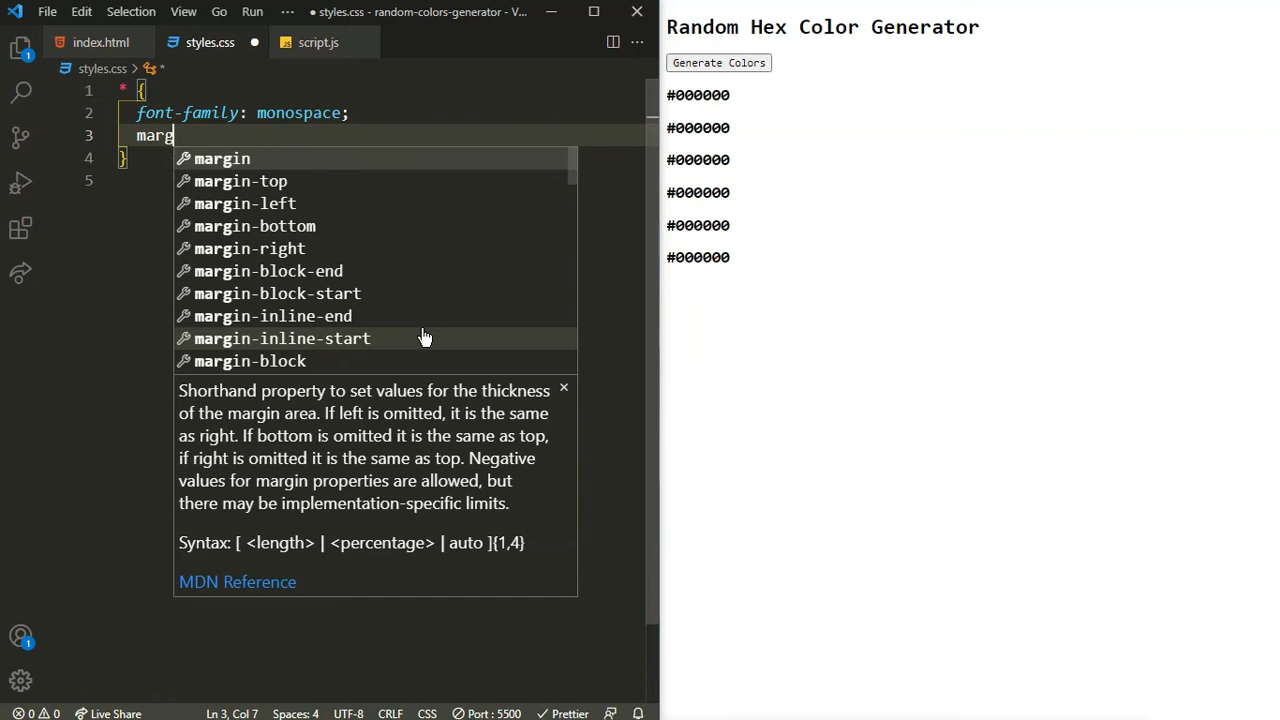 File Edit Selection View Go Run ··· ● styles.css - random-colors-generator - V...
index.html styles.css ● script.js ···
styles.css > *
1 * {
2 font-family: monospace;
3 marg
4 }
5
margin
margin-top
margin-left
margin-bottom
margin-right
margin-block-end
margin-block-start
margin-inline-end
margin-inline-start
margin-block
Shorthand property to set values for the thickness ×
of the margin area. If left is omitted, it is the same
as right. If bottom is omitted it is the same as top,
if right is omitted it is the same as top. Negative
values for margin properties are allowed, but
there may be implementation-specific limits.
Syntax: [ <length> | <percentage> | auto ]{1,4}
MDN Reference
1
1
0 0 Live Share Ln 3, Col 7 Spaces: 4 UTF-8 CRLF CSS Port : 5500 Prettier
Random Hex Color Generator
Generate Colors
#000000
#000000
#000000
#000000
#000000
#000000